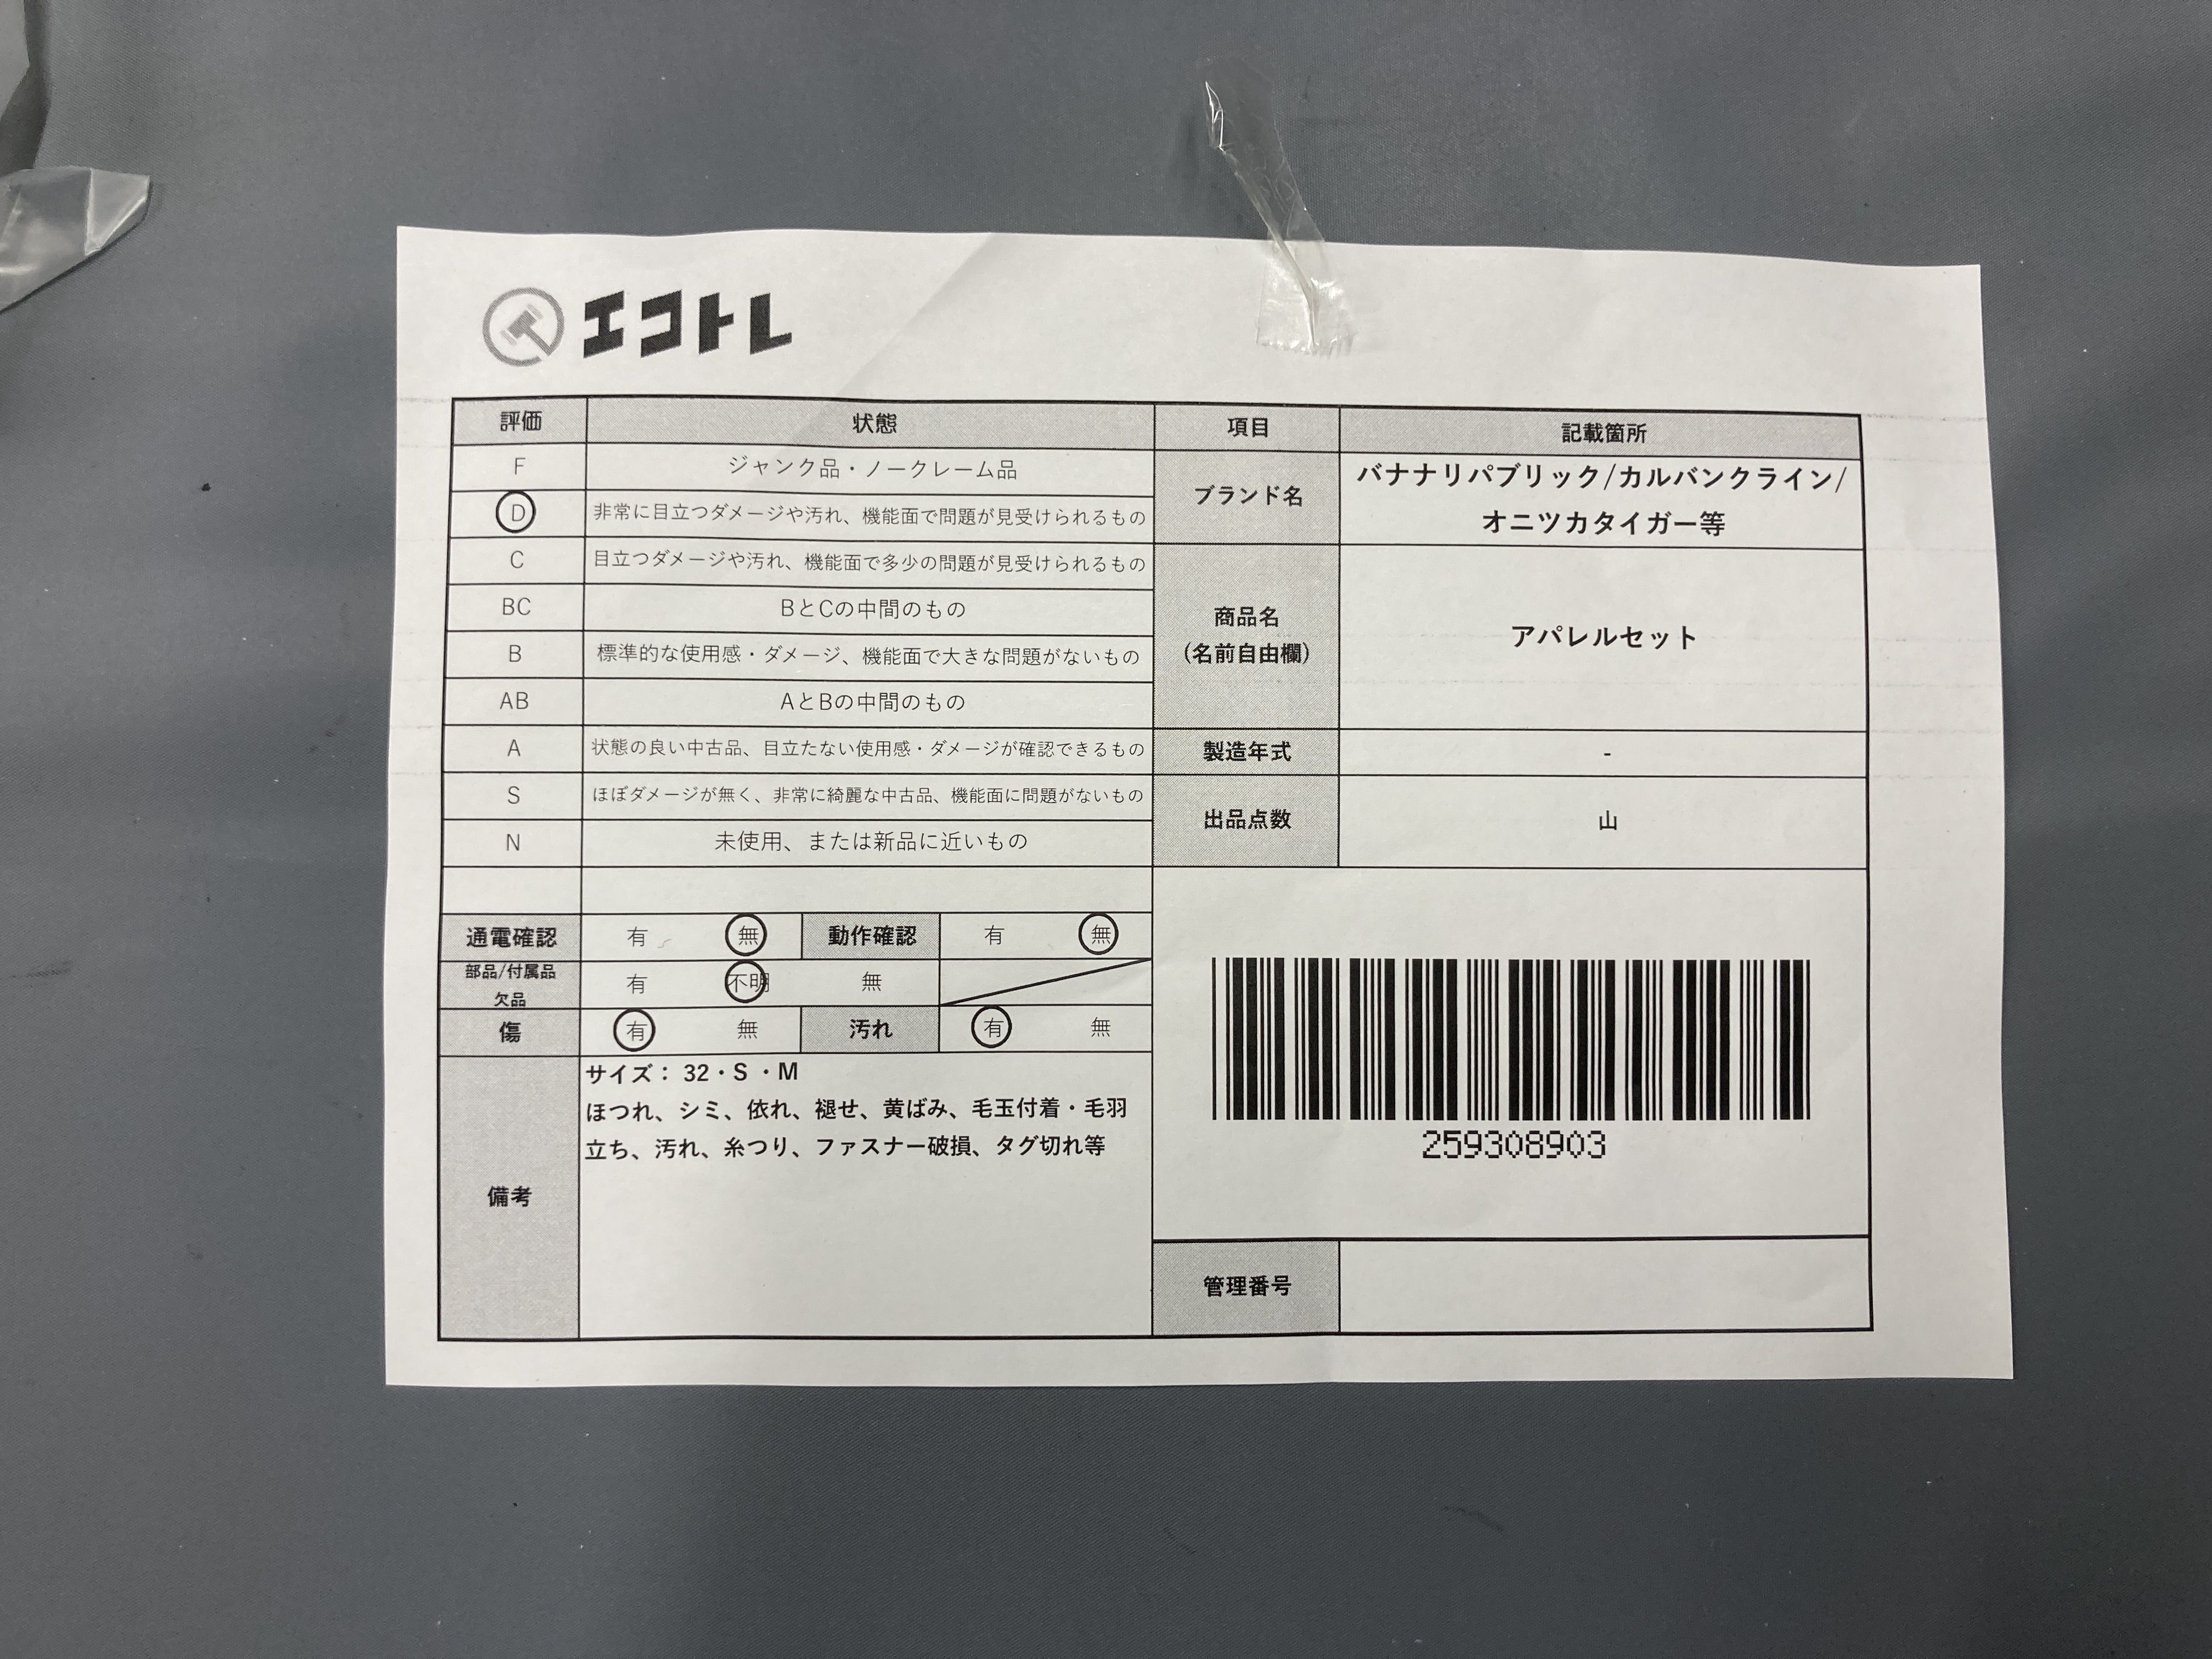 エコトレ
評価 状態 項目 記載箇所
F ジャンク品・ノークレーム品
D 非常に目立つダメージや汚れ、機能面で問題が見受けられるもの
C 目立つダメージや汚れ、機能面で多少の問題が見受けられるもの
BC BとCの中間のもの
B 標準的な使用感・ダメージ、機能面で大きな問題がないもの
AB AとBの中間のもの
A 状態の良い中古品、目立たない使用感・ダメージが確認できるもの
S ほぼダメージが無く、非常に綺麗な中古品、機能面に問題がないもの
N 未使用、または新品に近いもの
ブランド名 バナナリパブリック/カルバンクライン/
オニツカタイガー等
商品名
(名前自由欄)
アパレルセット
製造年式 -
出品点数 山
通電確認 有 無 動作確認 有 無
部品/付属品
欠品
有 不明 無
傷 有 無 汚れ 有 無
備考
サイズ： 32・S ・M
ほつれ、シミ、依れ、褪せ、黄ばみ、毛玉付着・毛羽
立ち、汚れ、糸つり、ファスナー破損、タグ切れ等
259308903
管理番号